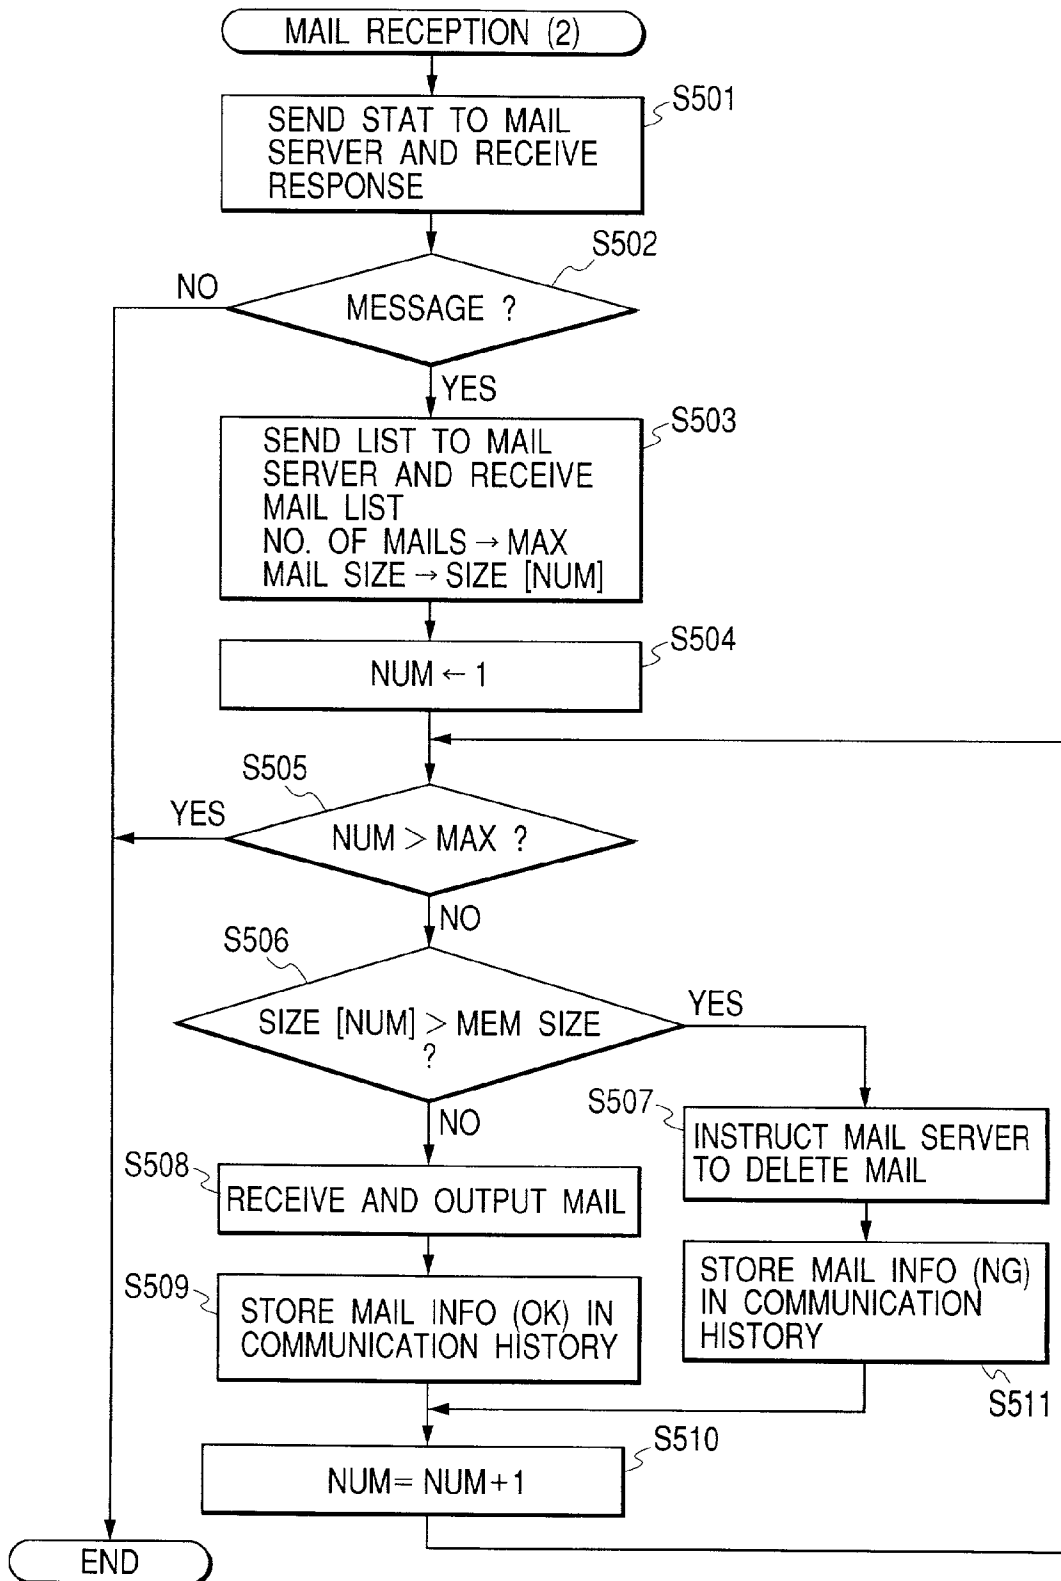 MAIL RECEPTION (2)
S501
SEND STAT TO MAIL
SERVER AND RECEIVE
RESPONSE
S502
NO
MESSAGE ?
YES
S503
SEND LIST TO MAIL
SERVER AND RECEIVE
MAIL LIST
NO. OF MAILS → MAX
MAIL SIZE → SIZE [NUM]
S504
NUM ← 1
S505
YES
NUM > MAX ?
NO
S506
SIZE [NUM] > MEM SIZE
?
YES
NO
S507
INSTRUCT MAIL SERVER
TO DELETE MAIL
S508
RECEIVE AND OUTPUT MAIL
S509
STORE MAIL INFO (OK) IN
COMMUNICATION HISTORY
STORE MAIL INFO (NG)
IN COMMUNICATION
HISTORY
S511
S510
NUM = NUM + 1
END